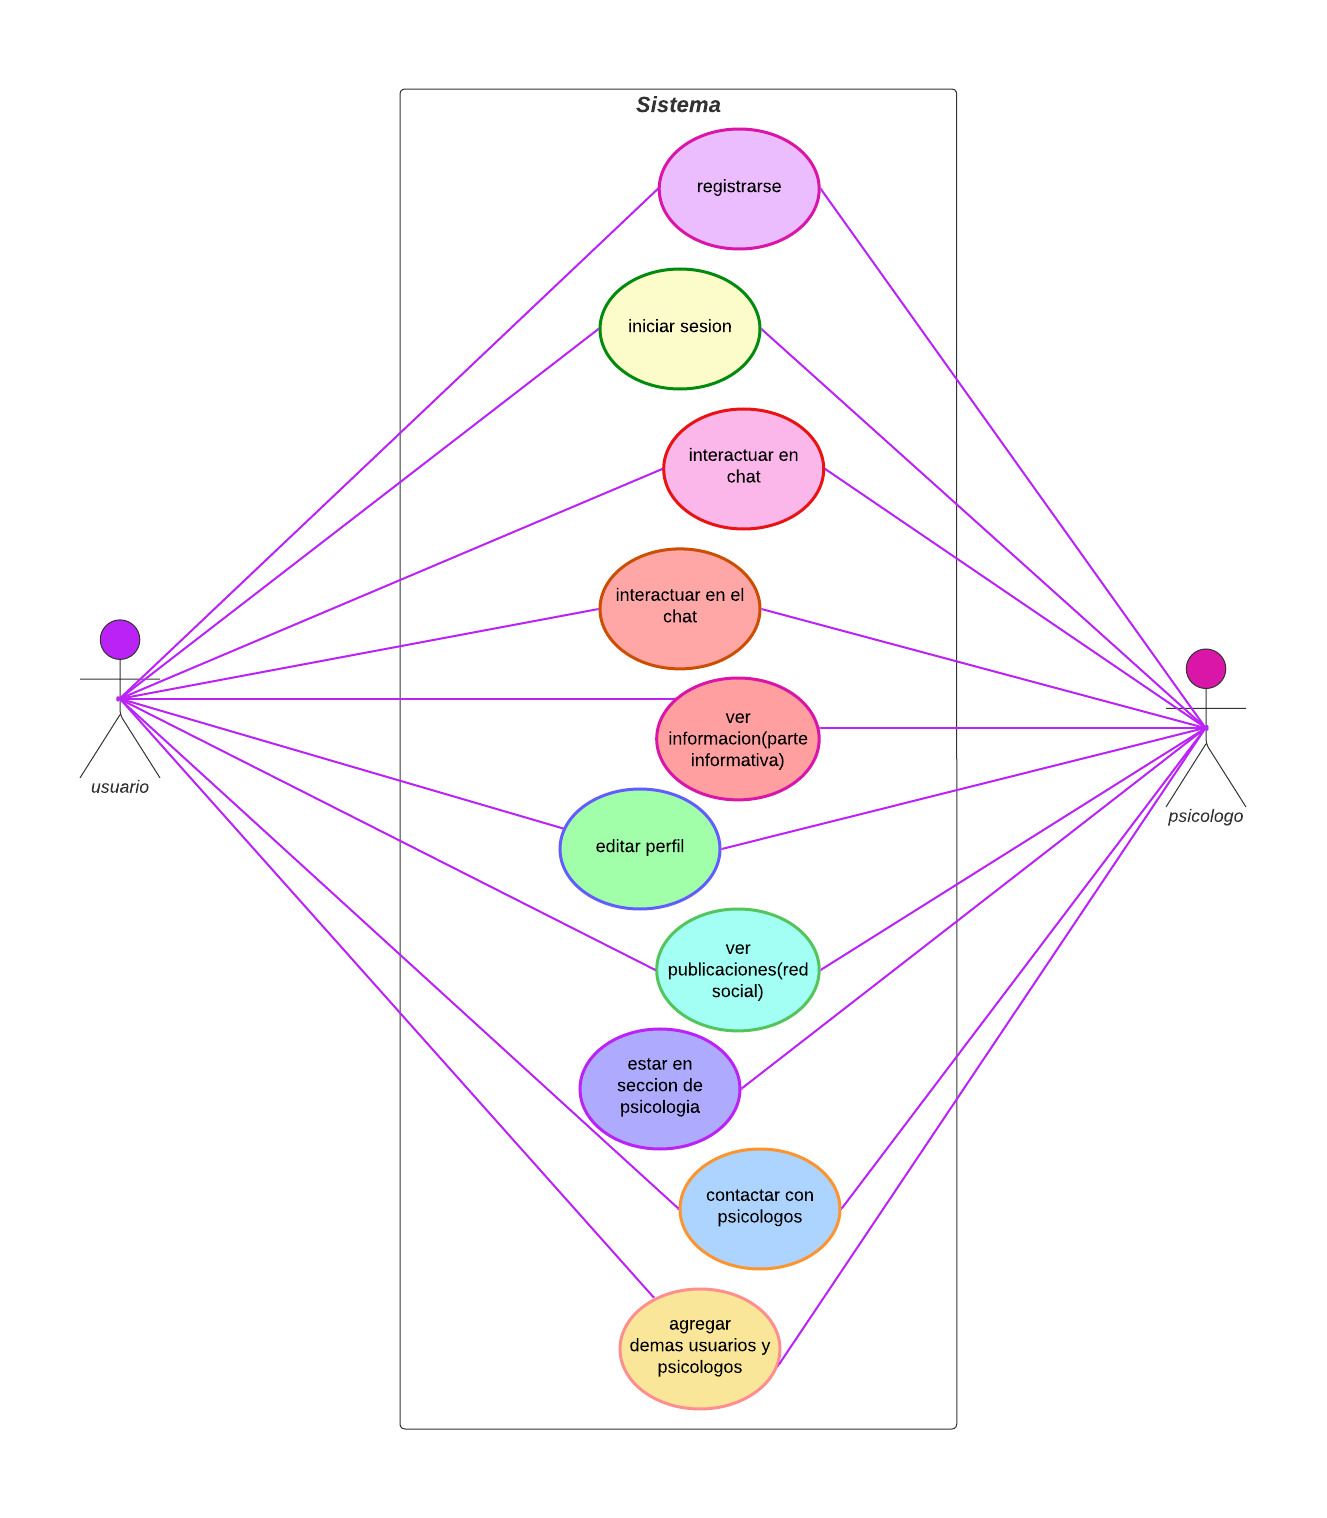 Sistema
registrarse
iniciar sesion
interactuar en
chat
interactuar en el
chat
ver
informacion(parte
informativa)
usuario
psicologo
editar perfil
ver
publicaciones(red
social)
estar en
seccion de
psicologia
contactar con
psicologos
agregar
demas usuarios y
psicologos